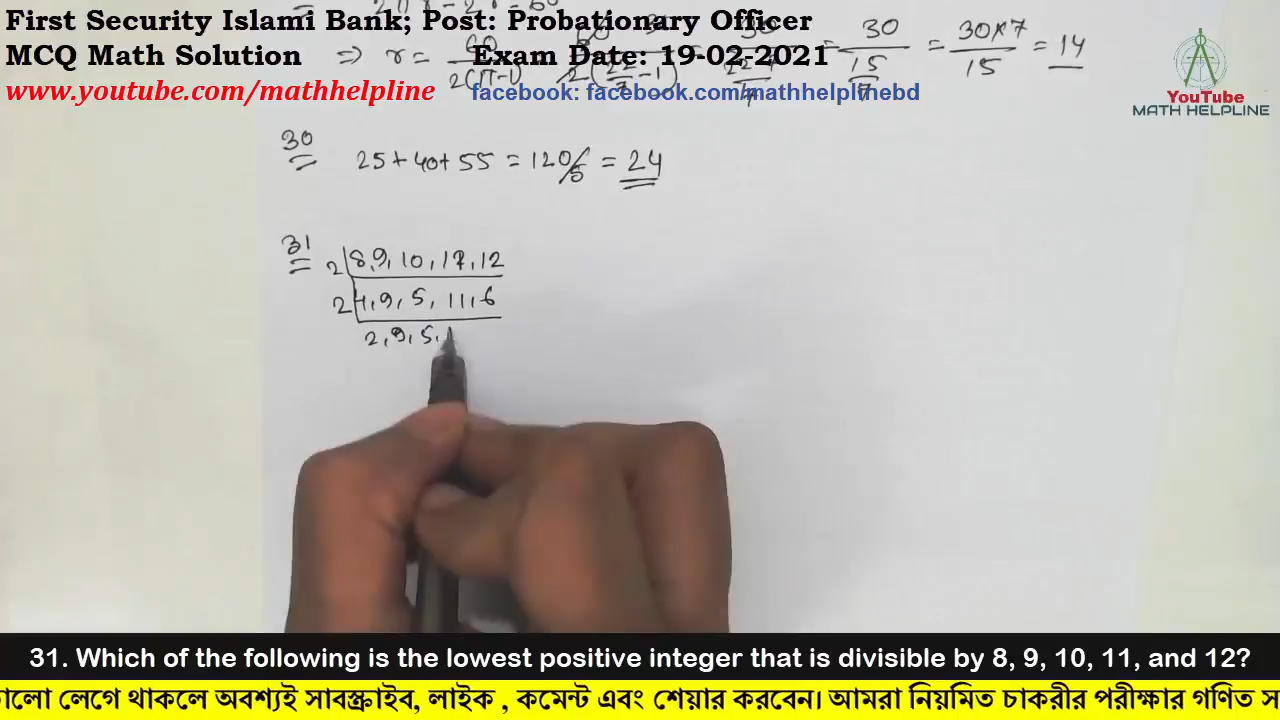 First Security Islami Bank; Post: Probationary Officer
MCQ Math Solution Exam Date: 19-02-2021
www.youtube.com/mathhelpline facebook: facebook.com/mathhelplinebd
YouTube
MATH HELPLINE
⇒ r = 60 / 2(π-1) = 30 / (15/7) = 30×7 / 15 = 14
30
25 + 40 + 55 = 120/5 = 24
31
2 | 8, 9, 10, 11, 12
2 | 4, 9, 5, 11, 6
2, 9, 5,
31. Which of the following is the lowest positive integer that is divisible by 8, 9, 10, 11, and 12?
ভালো লেগে থাকলে অবশ্যই সাবস্ক্রাইব, লাইক , কমেন্ট এবং শেয়ার করবেন। আমরা নিয়মিত চাকরীর পরীক্ষার গণিত স